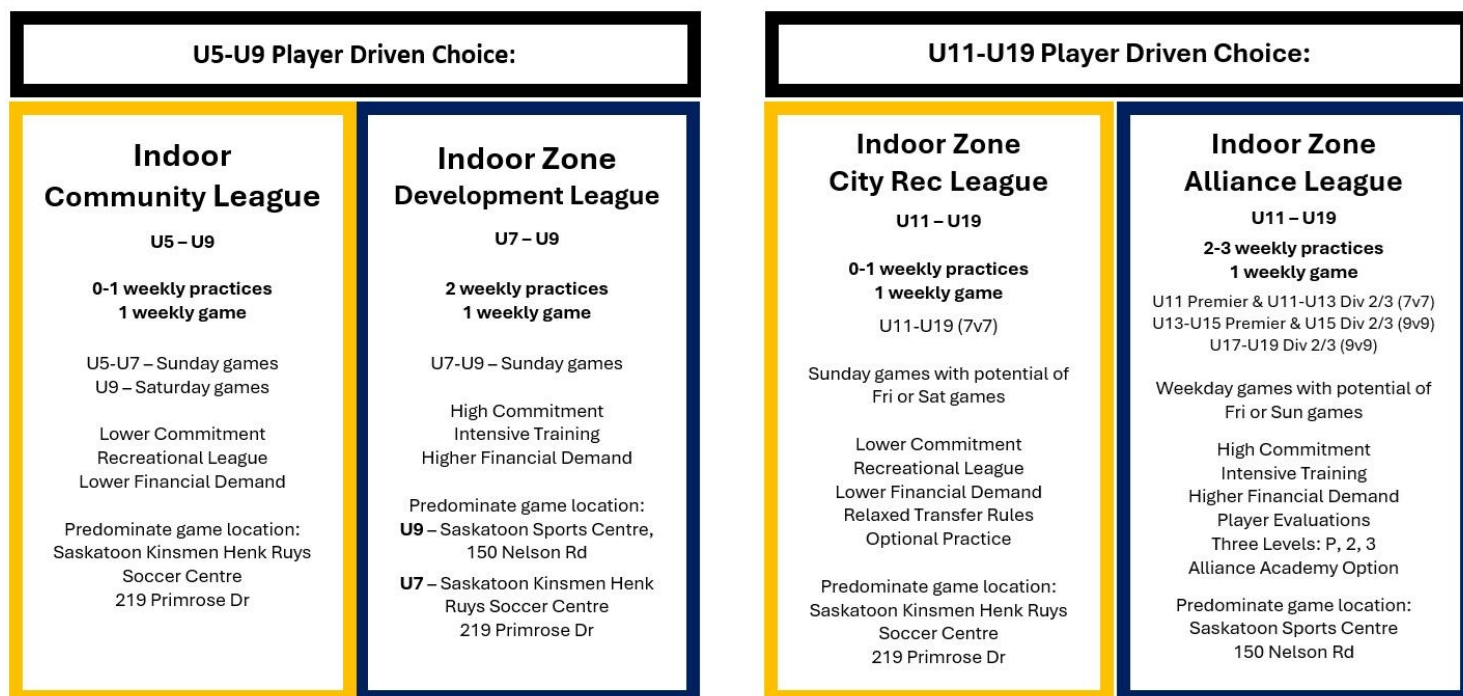 U5-U9 Player Driven Choice:
Indoor
Community League
U5 – U9
0-1 weekly practices
1 weekly game
U5-U7 – Sunday games
U9 – Saturday games
Lower Commitment
Recreational League
Lower Financial Demand
Predominate game location:
Saskatoon Kinsmen Henk Ruys
Soccer Centre
219 Primrose Dr
Indoor Zone
Development League
U7 – U9
2 weekly practices
1 weekly game
U7-U9 – Sunday games
High Commitment
Intensive Training
Higher Financial Demand
Predominate game location:
U9 – Saskatoon Sports Centre,
150 Nelson Rd
U7 – Saskatoon Kinsmen Henk
Ruys Soccer Centre
219 Primrose Dr
U11-U19 Player Driven Choice:
Indoor Zone
City Rec League
U11 – U19
0-1 weekly practices
1 weekly game
U11-U19 (7v7)
Sunday games with potential of
Fri or Sat games
Lower Commitment
Recreational League
Lower Financial Demand
Relaxed Transfer Rules
Optional Practice
Predominate game location:
Saskatoon Kinsmen Henk Ruys
Soccer Centre
219 Primrose Dr
Indoor Zone
Alliance League
U11 – U19
2-3 weekly practices
1 weekly game
U11 Premier & U11-U13 Div 2/3 (7v7)
U13-U15 Premier & U15 Div 2/3 (9v9)
U17-U19 Div 2/3 (9v9)
Weekday games with potential of
Fri or Sun games
High Commitment
Intensive Training
Higher Financial Demand
Player Evaluations
Three Levels: P, 2, 3
Alliance Academy Option
Predominate game location:
Saskatoon Sports Centre
150 Nelson Rd